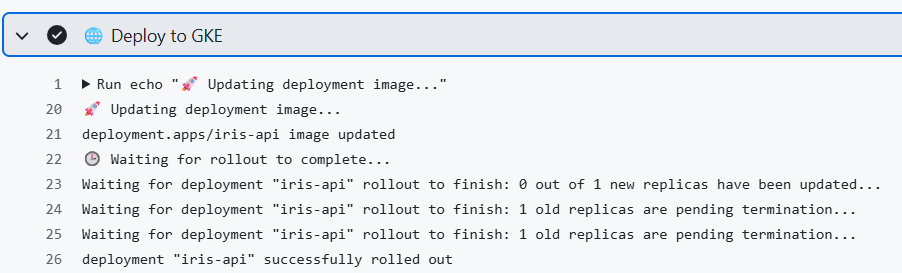 🌐 Deploy to GKE
1 ▶ Run echo "🚀 Updating deployment image..."
20 🚀 Updating deployment image...
21 deployment.apps/iris-api image updated
22 🕒 Waiting for rollout to complete...
23 Waiting for deployment "iris-api" rollout to finish: 0 out of 1 new replicas have been updated...
24 Waiting for deployment "iris-api" rollout to finish: 1 old replicas are pending termination...
25 Waiting for deployment "iris-api" rollout to finish: 1 old replicas are pending termination...
26 deployment "iris-api" successfully rolled out